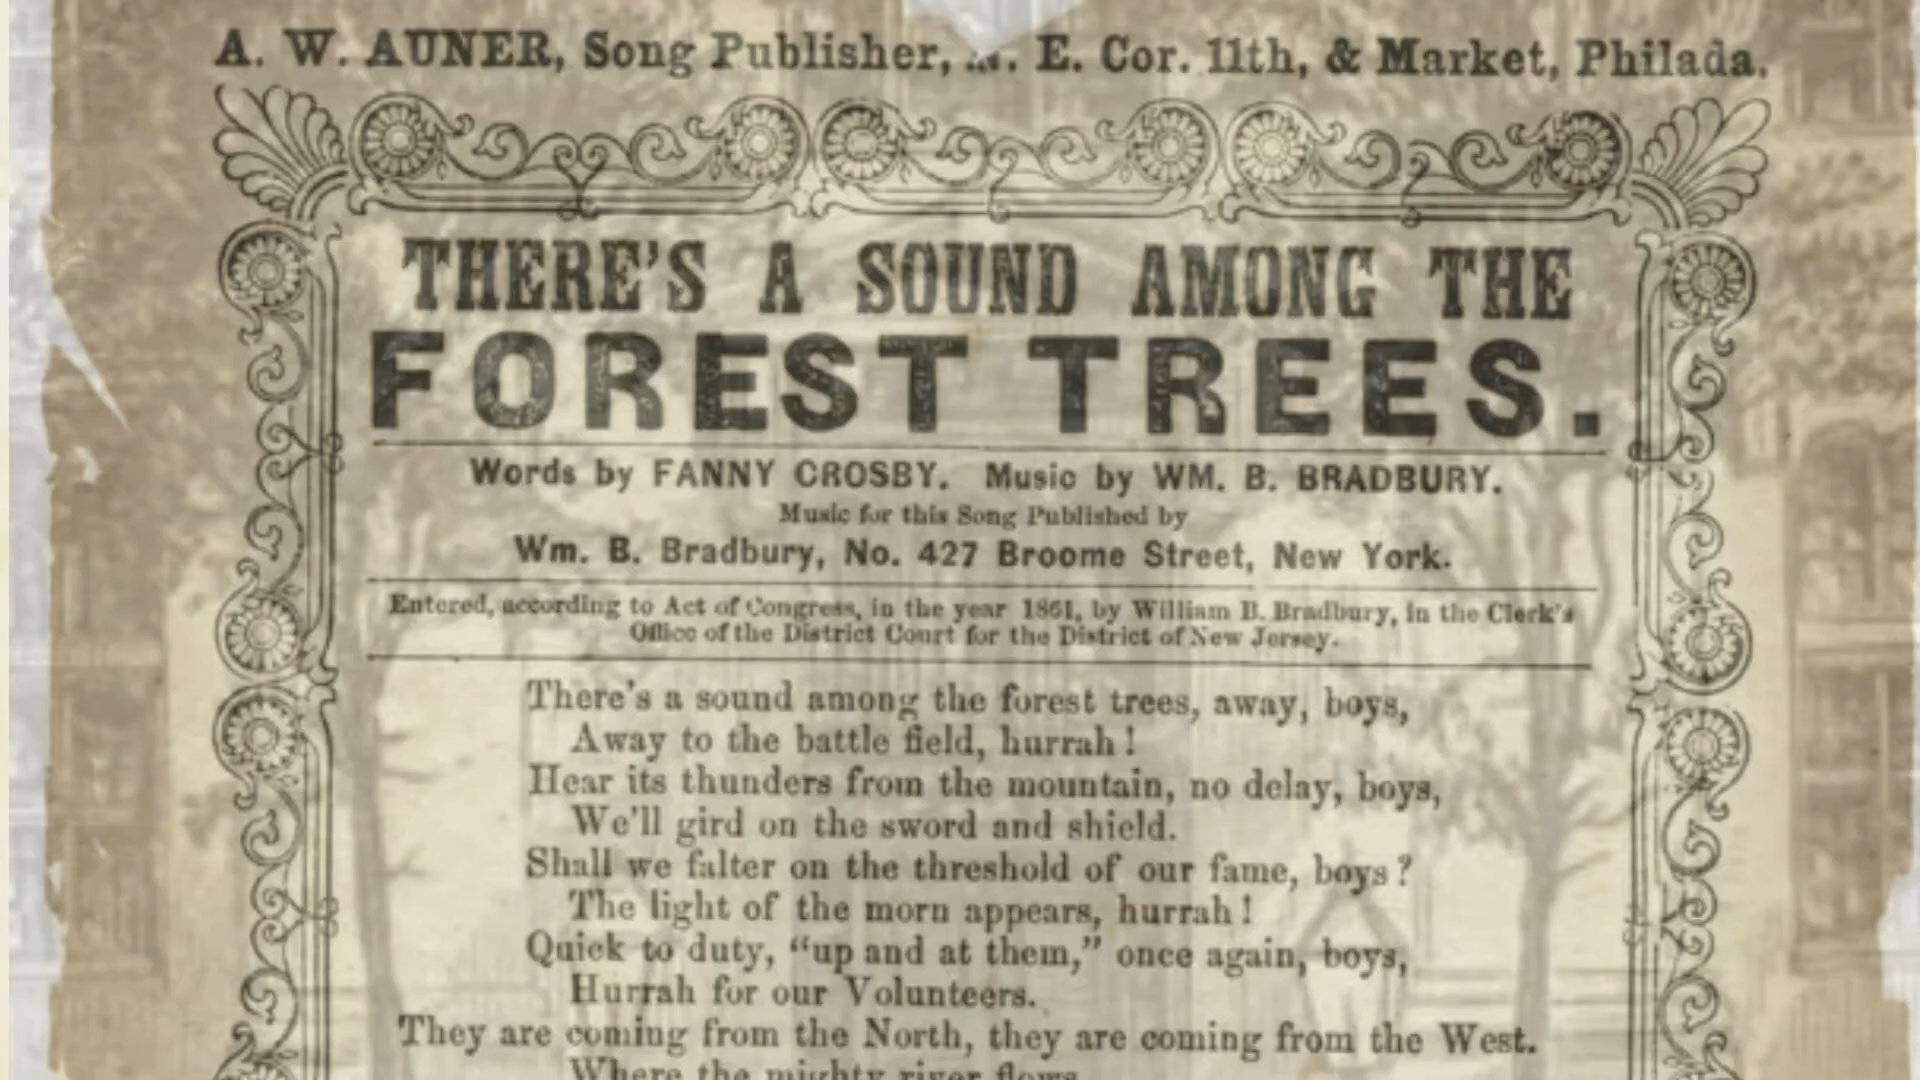 A. W. AUNER, Song Publisher, E. Cor. 11th, & Market, Philada.
THERE'S A SOUND AMONG THE
FOREST TREES.
Words by FANNY CROSBY. Music by WM. B. BRADBURY.
Music for this Song Published by
Wm. B. Bradbury, No. 427 Broome Street, New York.
Entered, according to Act of Congress, in the year 1861, by William B. Bradbury, in the Clerk's
Office of the District Court for the District of New Jersey.
There's a sound among the forest trees, away, boys,
Away to the battle field, hurrah!
Hear its thunders from the mountain, no delay, boys,
We'll gird on the sword and shield.
Shall we falter on the threshold of our fame, boys?
The light of the morn appears, hurrah!
Quick to duty, “up and at them,” once again, boys,
Hurrah for our Volunteers.
They are coming from the North, they are coming from the West.
Where the mighty river flows